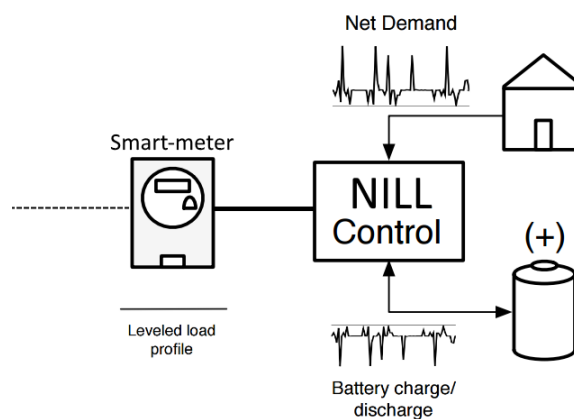 Net Demand
Smart-meter
NILL
Control
(+)
Leveled load
profile
Battery charge/
discharge